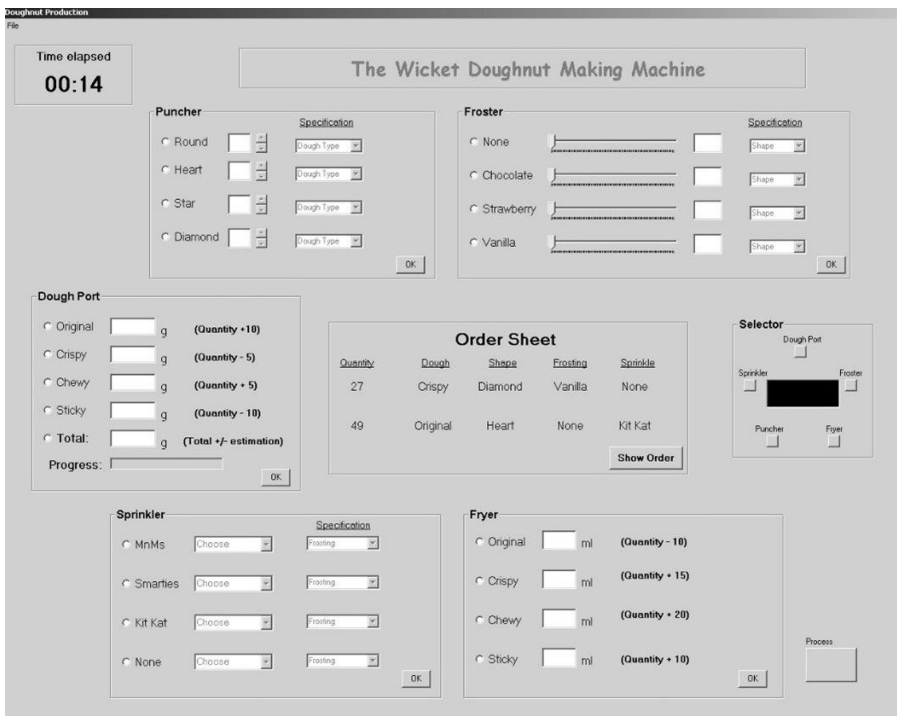 Doughnut Production
File
Time elapsed
00:14
The Wicket Doughnut Making Machine
Puncher
Specification
Round Dough Type
Heart Dough Type
Star Dough Type
Diamond Dough Type
OK
Froster
Specification
None Shape
Chocolate Shape
Strawberry Shape
Vanilla Shape
OK
Dough Port
Original g (Quantity +10)
Crispy g (Quantity - 5)
Chewy g (Quantity + 5)
Sticky g (Quantity - 10)
Total: g (Total +/- estimation)
Progress:
OK
Order Sheet
Quantity Dough Shape Frosting Sprinkle
27 Crispy Diamond Vanilla None
49 Original Heart None Kit Kat
Show Order
Selector
Dough Port
Sprinkler Froster
Puncher Fryer
Sprinkler
Specification
MnMs Choose Frosting
Smarties Choose Frosting
Kit Kat Choose Frosting
None Choose Frosting
OK
Fryer
Original ml (Quantity - 10)
Crispy ml (Quantity + 15)
Chewy ml (Quantity + 20)
Sticky ml (Quantity + 10)
OK
Process